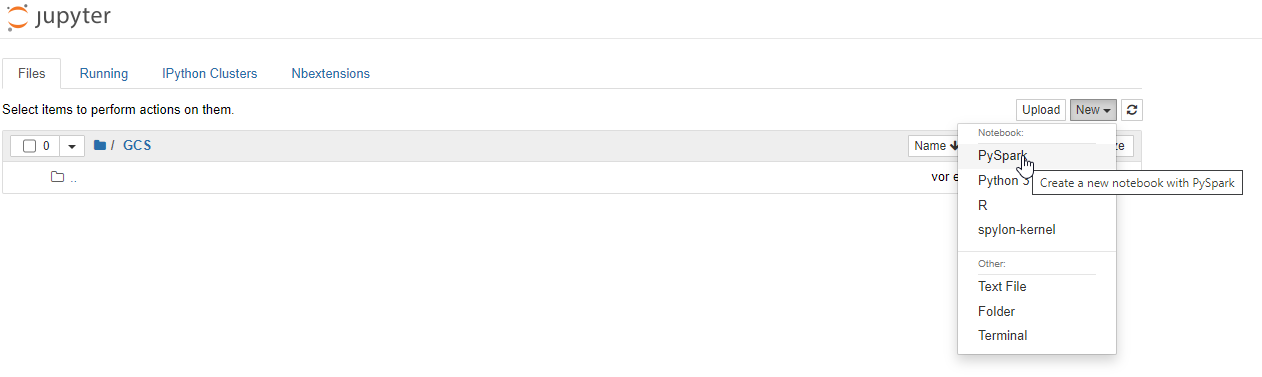 jupyter
Files Running IPython Clusters Nbextensions
Select items to perform actions on them.
Upload New
0 / GCS Name
..
vor
Notebook:
PySpark
Python 3
Create a new notebook with PySpark
R
spylon-kernel
Other:
Text File
Folder
Terminal